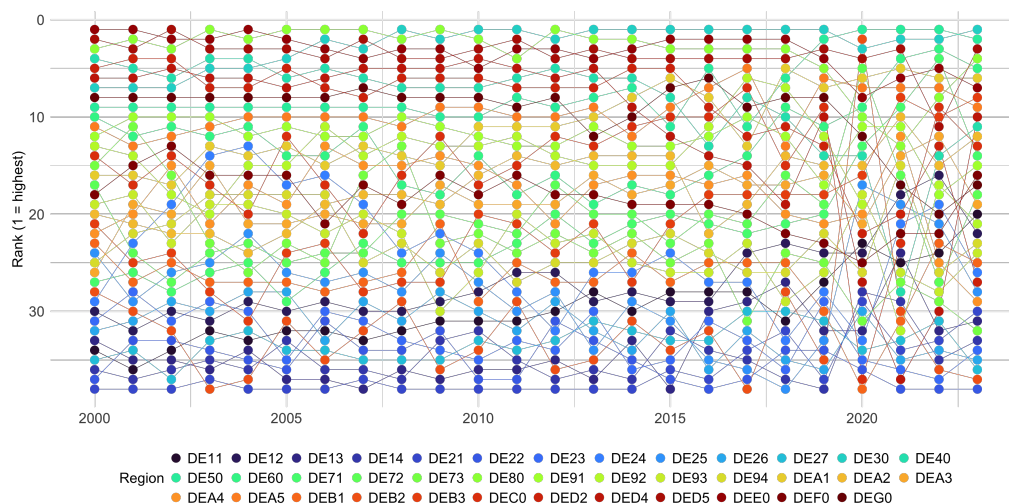 0
10
20
30
Rank (1 = highest)
2000 2005 2010 2015 2020
DE11 DE12 DE13 DE14 DE21 DE22 DE23 DE24 DE25 DE26 DE27 DE30 DE40
Region DE50 DE60 DE71 DE72 DE73 DE80 DE91 DE92 DE93 DE94 DEA1 DEA2 DEA3
DEA4 DEA5 DEB1 DEB2 DEB3 DEC0 DED2 DED4 DED5 DEE0 DEF0 DEG0